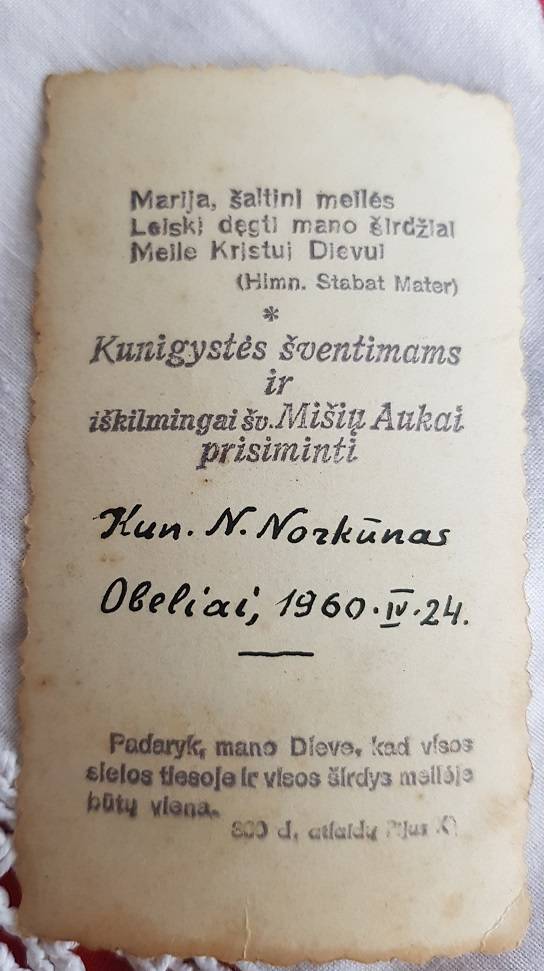 Marija, šaltini meilės
Leiski degti mano širdžiai
Meile Kristui Dievui
(Himn. Stabat Mater)
*
Kunigystės šventimams
ir
iškilmingai šv. Mišių Aukai
prisiminti
Kun. N. Norkūnas
Obeliai, 1960.IV.24.
Padaryk, mano Dieve, kad visos
sielos tiesoje ir visos širdys meilėje
būtų viena.
300 d. atlaidų Pijus